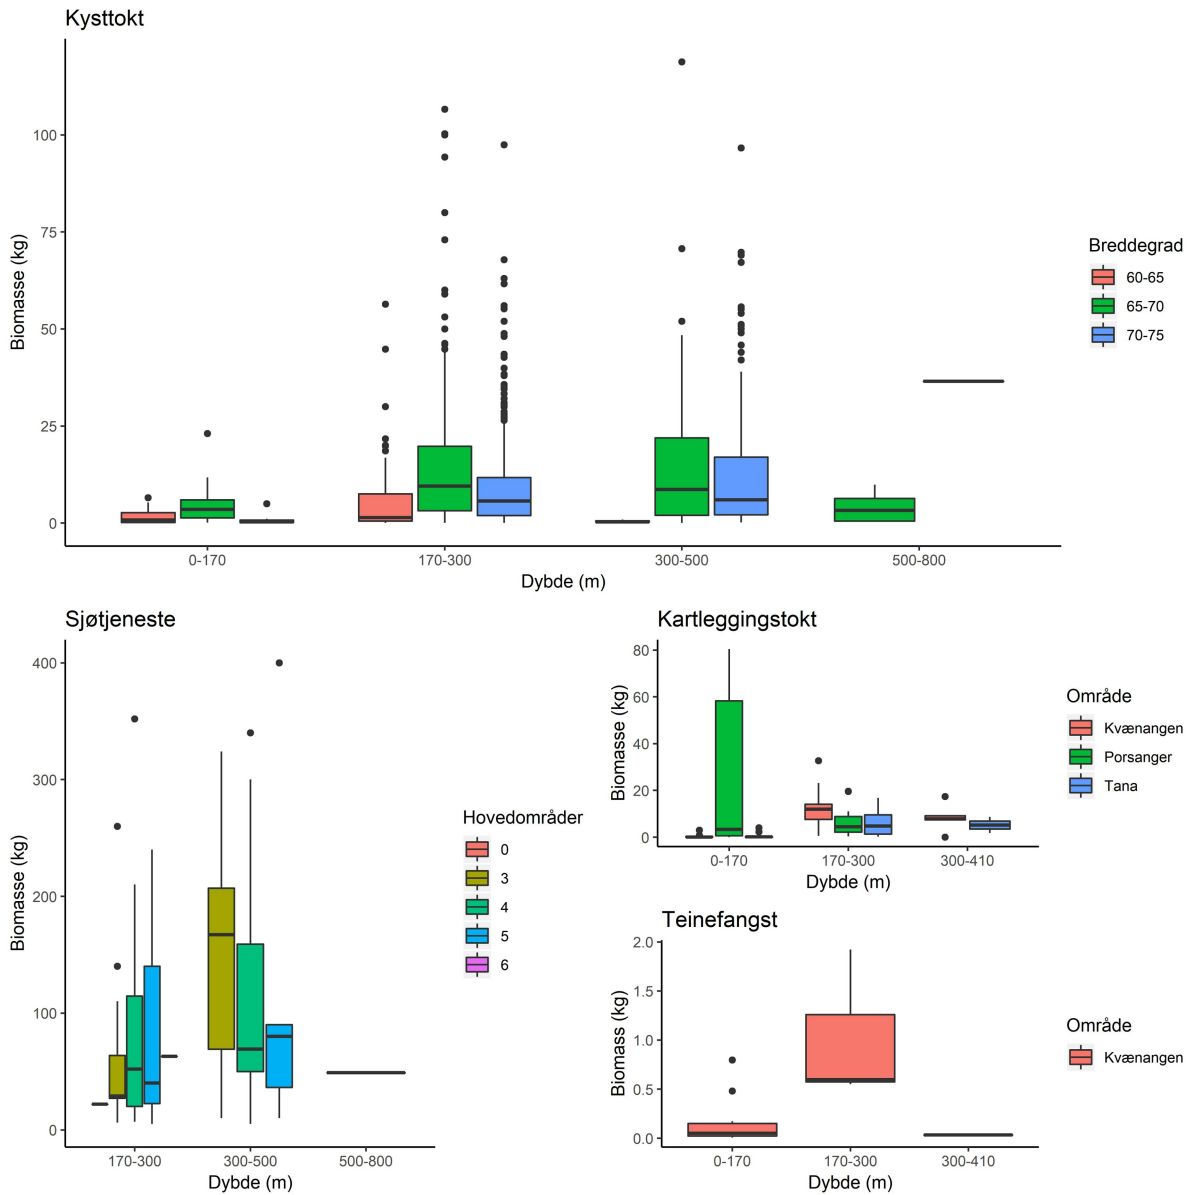 Kysttokt
Biomasse (kg)
100
75
50
25
0
0-170
170-300
300-500
500-800
Dybde (m)
Breddegrad
60-65
65-70
70-75
Sjøtjeneste
Biomasse (kg)
400
300
200
100
0
170-300
300-500
500-800
Dybde (m)
Hovedområder
0
3
4
5
6
Kartleggingstokt
Biomasse (kg)
80
60
40
20
0
0-170
170-300
300-410
Dybde (m)
Område
Kvænangen
Porsanger
Tana
Teinefangst
Biomass (kg)
2.0
1.5
1.0
0.5
0.0
0-170
170-300
300-410
Dybde (m)
Område
Kvænangen